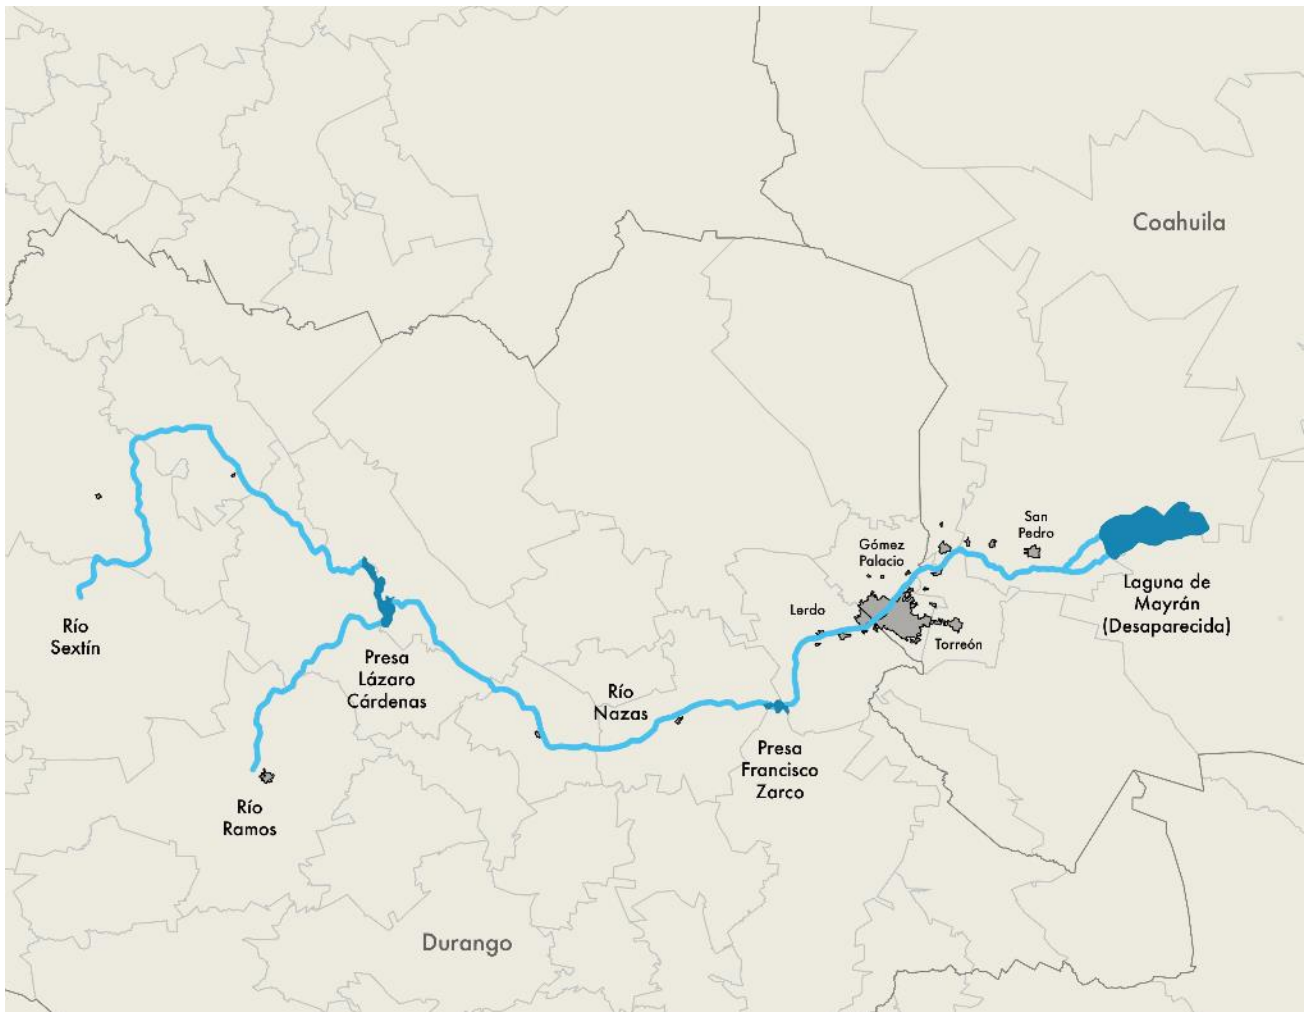 Coahuila
San
Pedro
Gómez
Palacio
Laguna de
Mayrán
(Desaparecida)
Lerdo
Torreón
Río
Sextín
Presa
Lázaro
Cárdenas
Río
Nazas
Presa
Francisco
Zarco
Río
Ramos
Durango